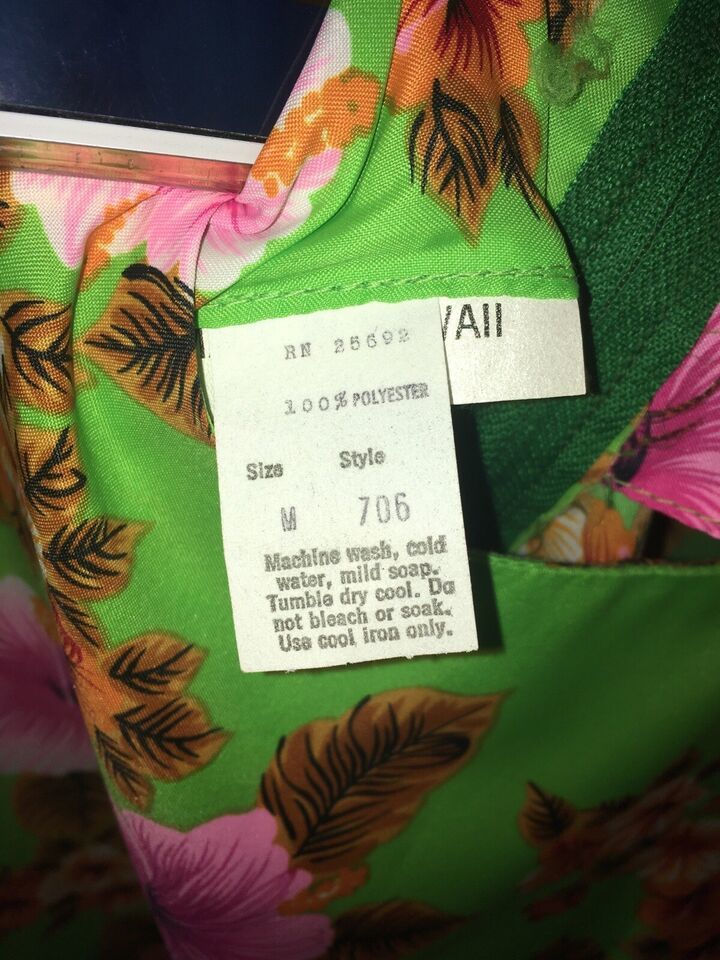 RN 25692
100% POLYESTER
Size Style
M 706
Machine wash, cold
water, mild soap.
Tumble dry cool. Do
not bleach or soak.
Use cool iron only.
VAII